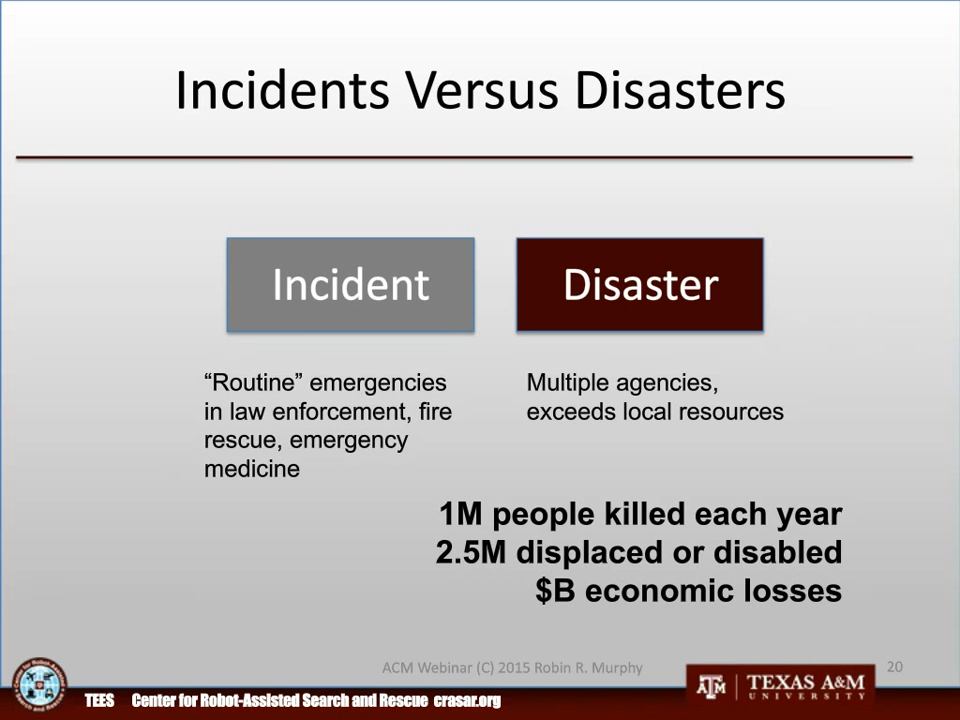 Incidents Versus Disasters
Incident
Disaster
“Routine” emergencies
in law enforcement, fire
rescue, emergency
medicine
Multiple agencies,
exceeds local resources
1M people killed each year
2.5M displaced or disabled
$B economic losses
ACM Webinar (C) 2015 Robin R. Murphy
20
TEES Center for Robot-Assisted Search and Rescue crasar.org
ATM
TEXAS A&M
UNIVERSITY